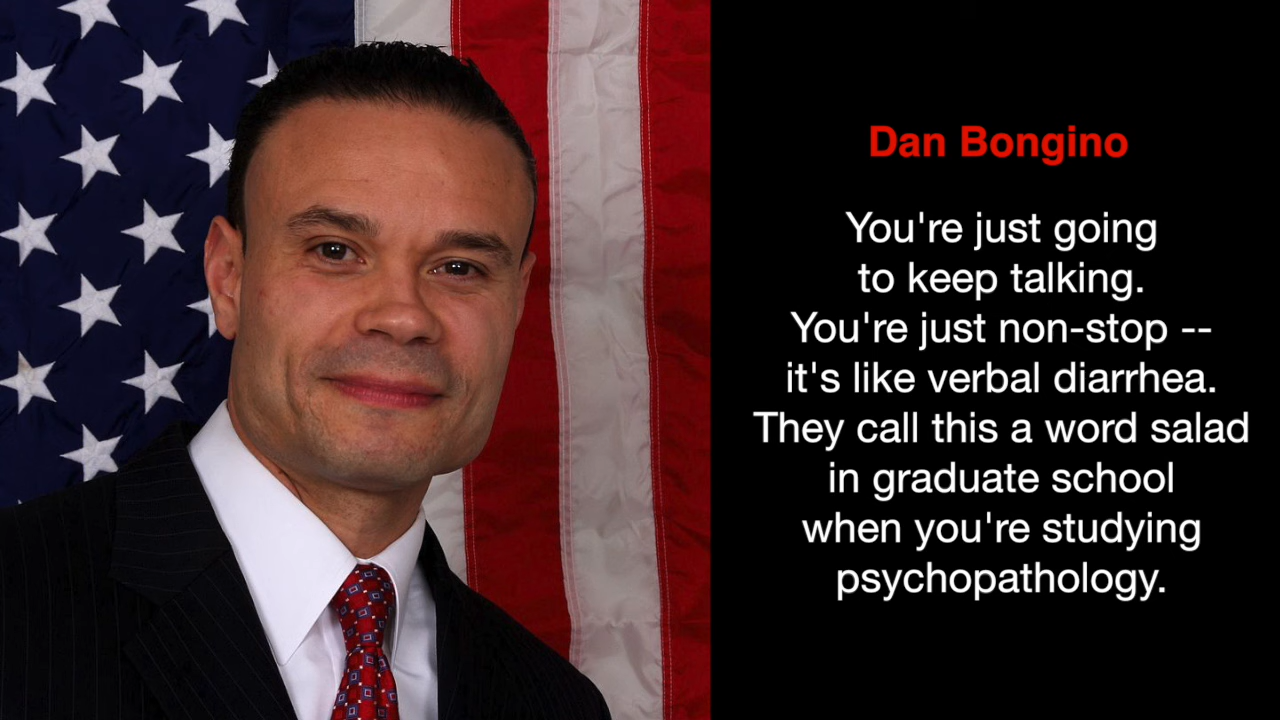 Dan Bongino
You're just going
to keep talking.
You're just non-stop --
it's like verbal diarrhea.
They call this a word salad
in graduate school
when you're studying
psychopathology.